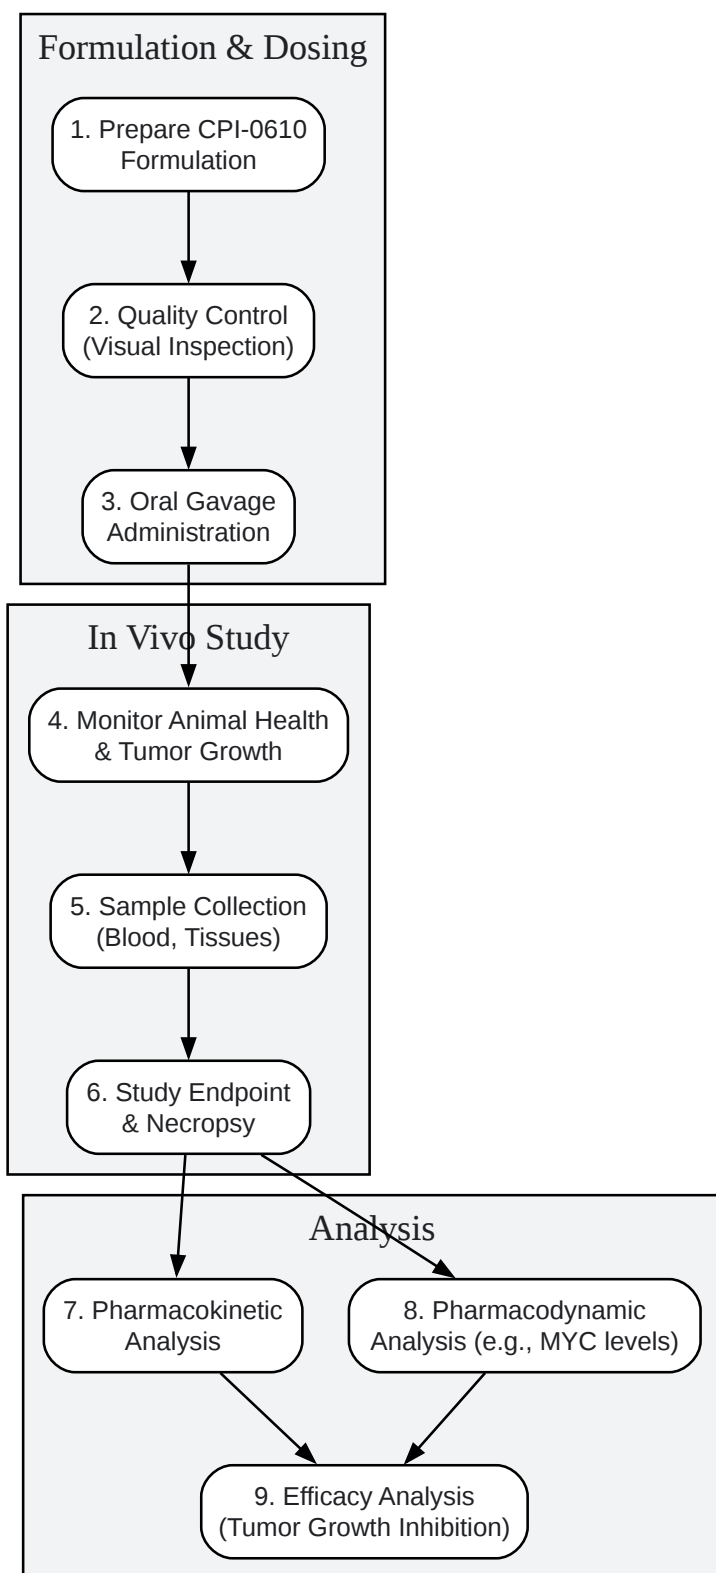 Formulation & Dosing
1. Prepare CPI-0610
Formulation
2. Quality Control
(Visual Inspection)
3. Oral Gavage
Administration
In Vivo Study
4. Monitor Animal Health
& Tumor Growth
5. Sample Collection
(Blood, Tissues)
6. Study Endpoint
& Necropsy
Analysis
7. Pharmacokinetic
Analysis
8. Pharmacodynamic
Analysis (e.g., MYC levels)
9. Efficacy Analysis
(Tumor Growth Inhibition)